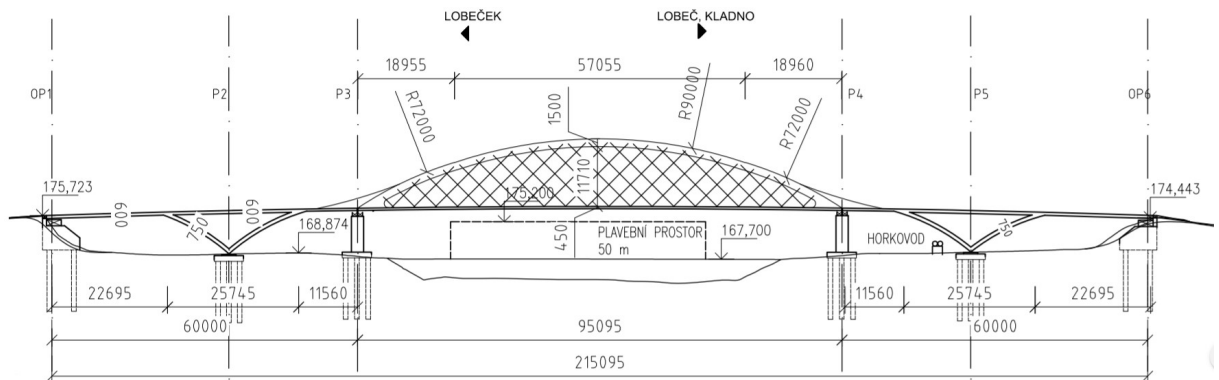 LOBEČEK
LOBEČ, KLADNO
18955
57055
18960
OP1
P2
P3
P4
P5
OP6
R72000
1500
R90000
R72000
11710
175,723
175,200
174,443
600
750
600
168,874
450
PLAVEBNÍ PROSTOR
50 m
167,700
HORKOVOD
750
22695
25745
11560
11560
25745
22695
60000
95095
60000
215095